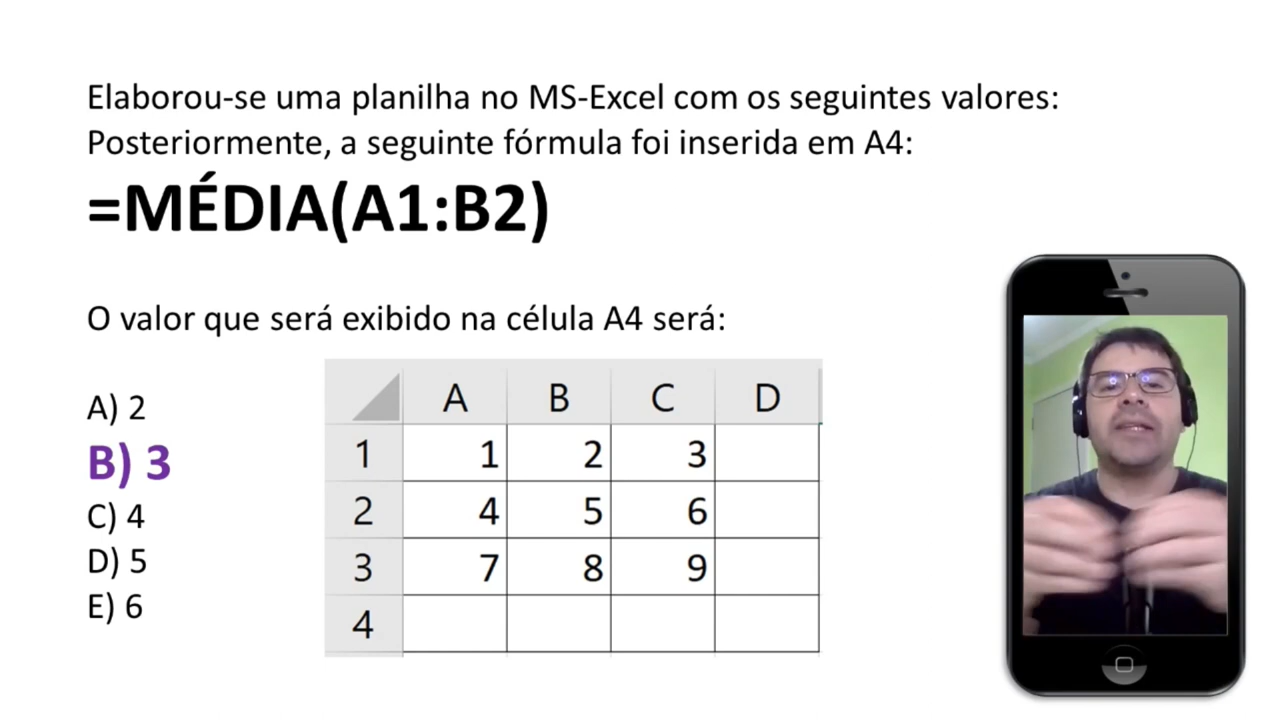 Elaborou-se uma planilha no MS-Excel com os seguintes valores:
Posteriormente, a seguinte fórmula foi inserida em A4:
=MÉDIA(A1:B2)
O valor que será exibido na célula A4 será:
A) 2
B) 3
C) 4
D) 5
E) 6
A B C D
1 1 2 3
2 4 5 6
3 7 8 9
4